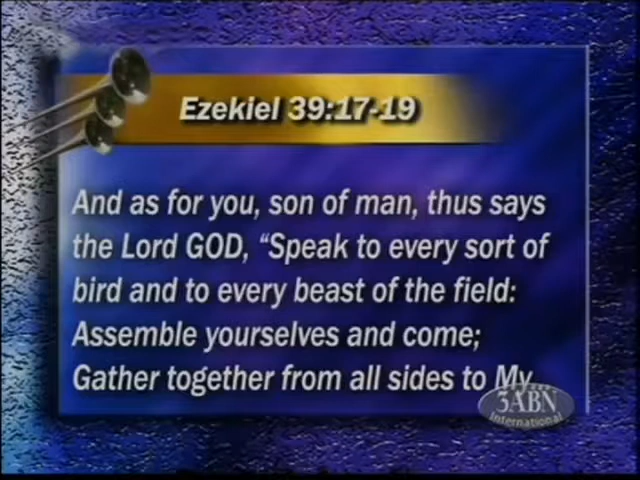 Ezekiel 39:17-19
And as for you, son of man, thus says
the Lord GOD, “Speak to every sort of
bird and to every beast of the field:
Assemble yourselves and come;
Gather together from all sides to My
3ABN
International